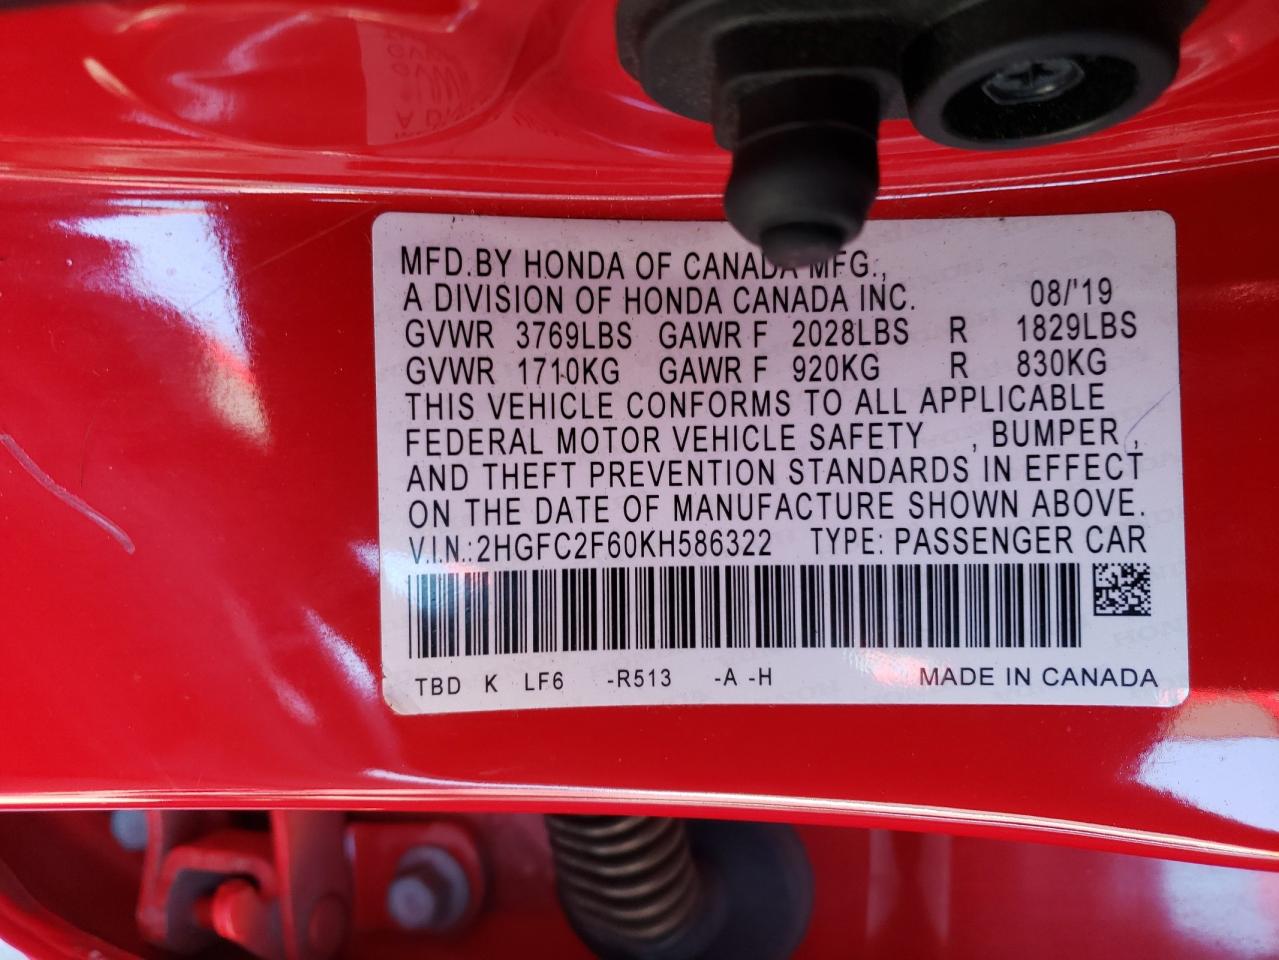 MFD.BY HONDA OF CANADA MFG.,
A DIVISION OF HONDA CANADA INC. 08/'19
GVWR 3769LBS GAWR F 2028LBS R 1829LBS
GVWR 1710KG GAWR F 920KG R 830KG
THIS VEHICLE CONFORMS TO ALL APPLICABLE
FEDERAL MOTOR VEHICLE SAFETY , BUMPER,
AND THEFT PREVENTION STANDARDS IN EFFECT
ON THE DATE OF MANUFACTURE SHOWN ABOVE.
V.I.N.: 2HGFC2F60KH586322 TYPE: PASSENGER CAR
TBD K LF6 -R513 -A -H MADE IN CANADA